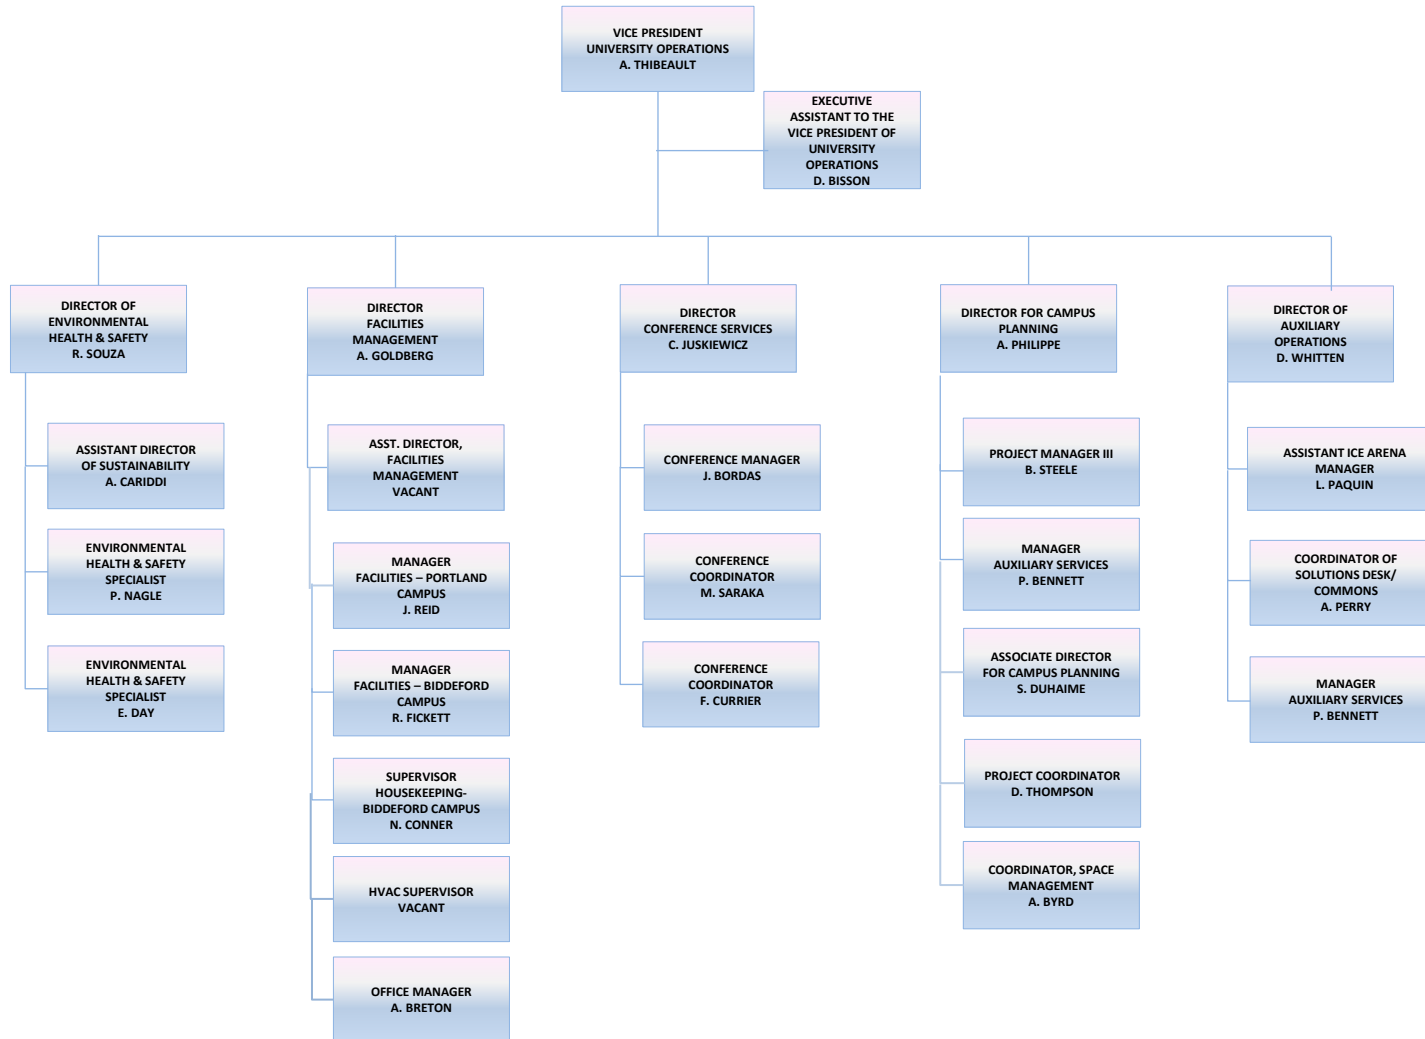 VICE PRESIDENT
UNIVERSITY OPERATIONS
A. THIBEAULT
EXECUTIVE
ASSISTANT TO THE
VICE PRESIDENT OF
UNIVERSITY
OPERATIONS
D. BISSON
DIRECTOR OF
ENVIRONMENTAL
HEALTH & SAFETY
R. SOUZA
DIRECTOR
FACILITIES
MANAGEMENT
A. GOLDBERG
DIRECTOR
CONFERENCE SERVICES
C. JUSKIEWICZ
DIRECTOR FOR CAMPUS
PLANNING
A. PHILIPPE
DIRECTOR OF
AUXILIARY
OPERATIONS
D. WHITTEN
ASSISTANT DIRECTOR
OF SUSTAINABILITY
A. CARIDDI
ENVIRONMENTAL
HEALTH & SAFETY
SPECIALIST
P. NAGLE
ENVIRONMENTAL
HEALTH & SAFETY
SPECIALIST
E. DAY
ASST. DIRECTOR,
FACILITIES
MANAGEMENT
VACANT
MANAGER
FACILITIES – PORTLAND
CAMPUS
J. REID
MANAGER
FACILITIES – BIDDEFORD
CAMPUS
R. FICKETT
SUPERVISOR
HOUSEKEEPING-
BIDDEFORD CAMPUS
N. CONNER
HVAC SUPERVISOR
VACANT
OFFICE MANAGER
A. BRETON
CONFERENCE MANAGER
J. BORDAS
CONFERENCE
COORDINATOR
M. SARAKA
CONFERENCE
COORDINATOR
F. CURRIER
PROJECT MANAGER III
B. STEELE
MANAGER
AUXILIARY SERVICES
P. BENNETT
ASSOCIATE DIRECTOR
FOR CAMPUS PLANNING
S. DUHAIME
PROJECT COORDINATOR
D. THOMPSON
COORDINATOR, SPACE
MANAGEMENT
A. BYRD
ASSISTANT ICE ARENA
MANAGER
L. PAQUIN
COORDINATOR OF
SOLUTIONS DESK/
COMMONS
A. PERRY
MANAGER
AUXILIARY SERVICES
P. BENNETT